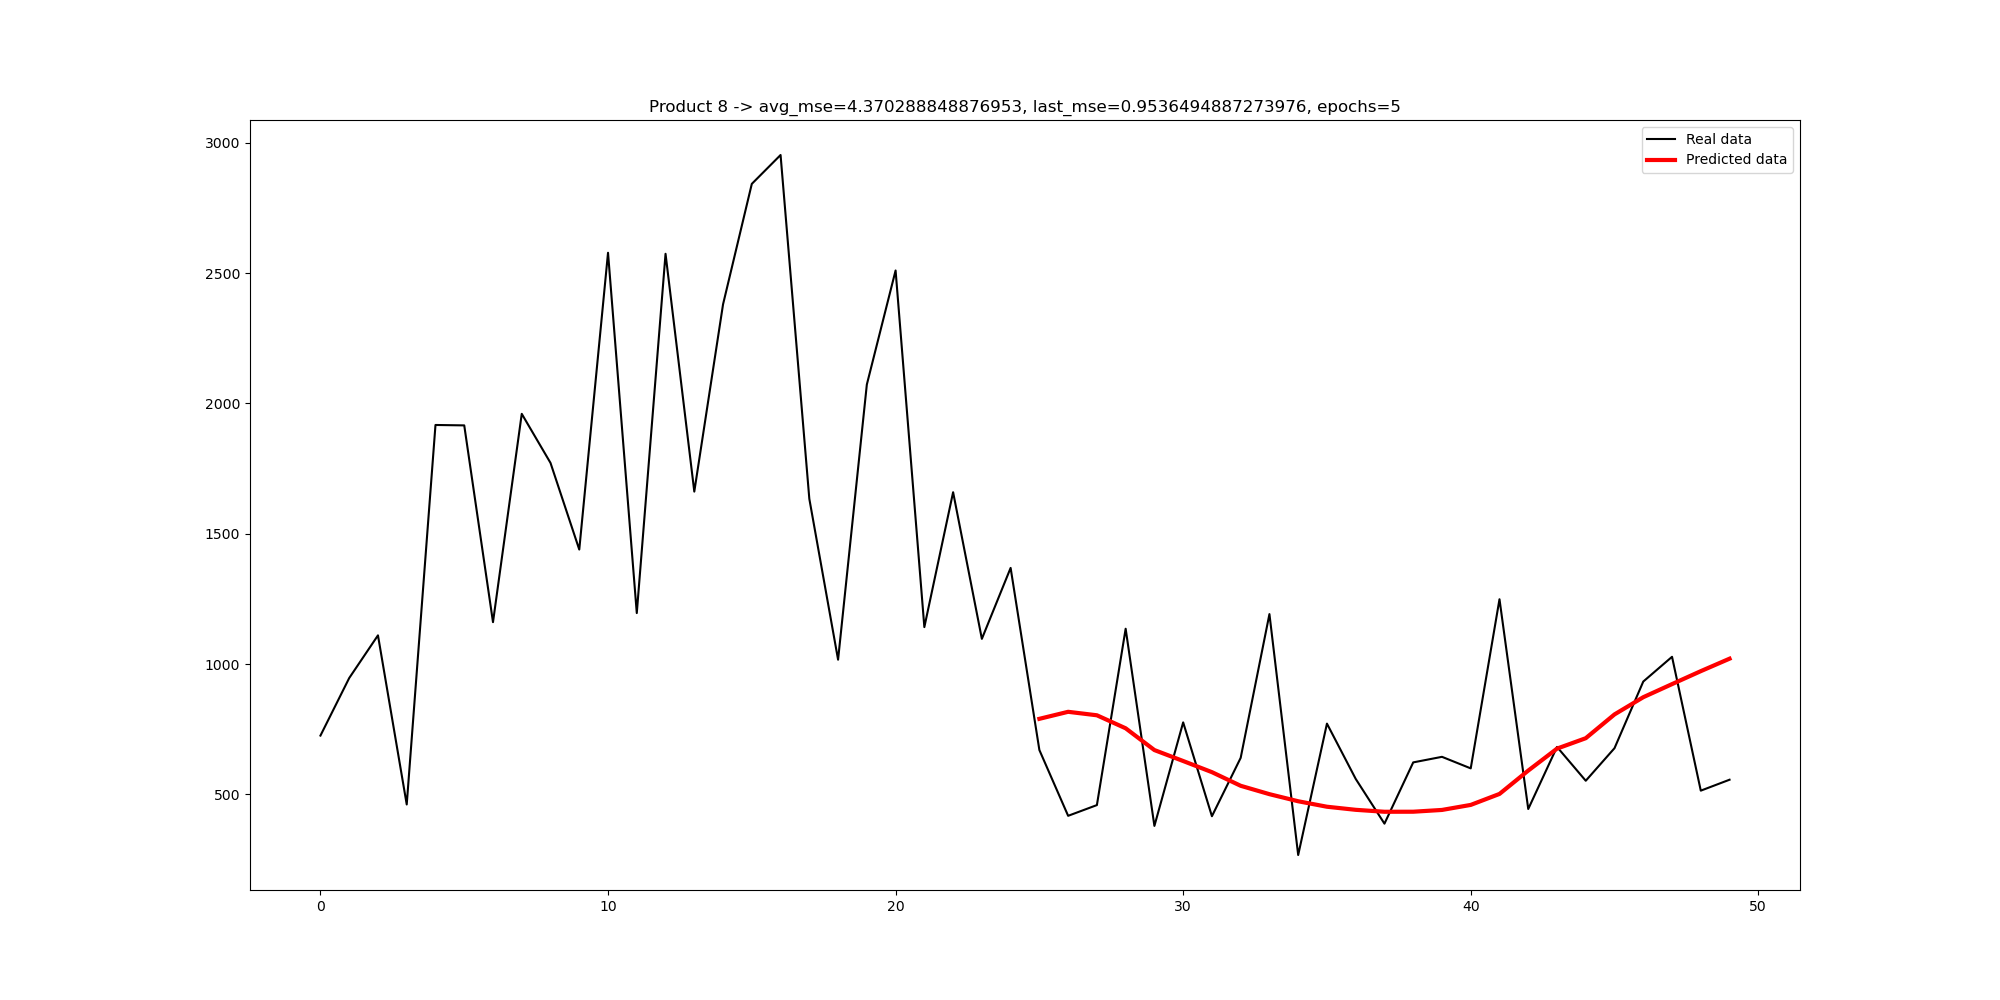 Product 8 -> avg_mse=4.370288848876953, last_mse=0.9536494887273976, epochs=5
Real data
Predicted data
3000
2500
2000
1500
1000
500
0 10 20 30 40 50